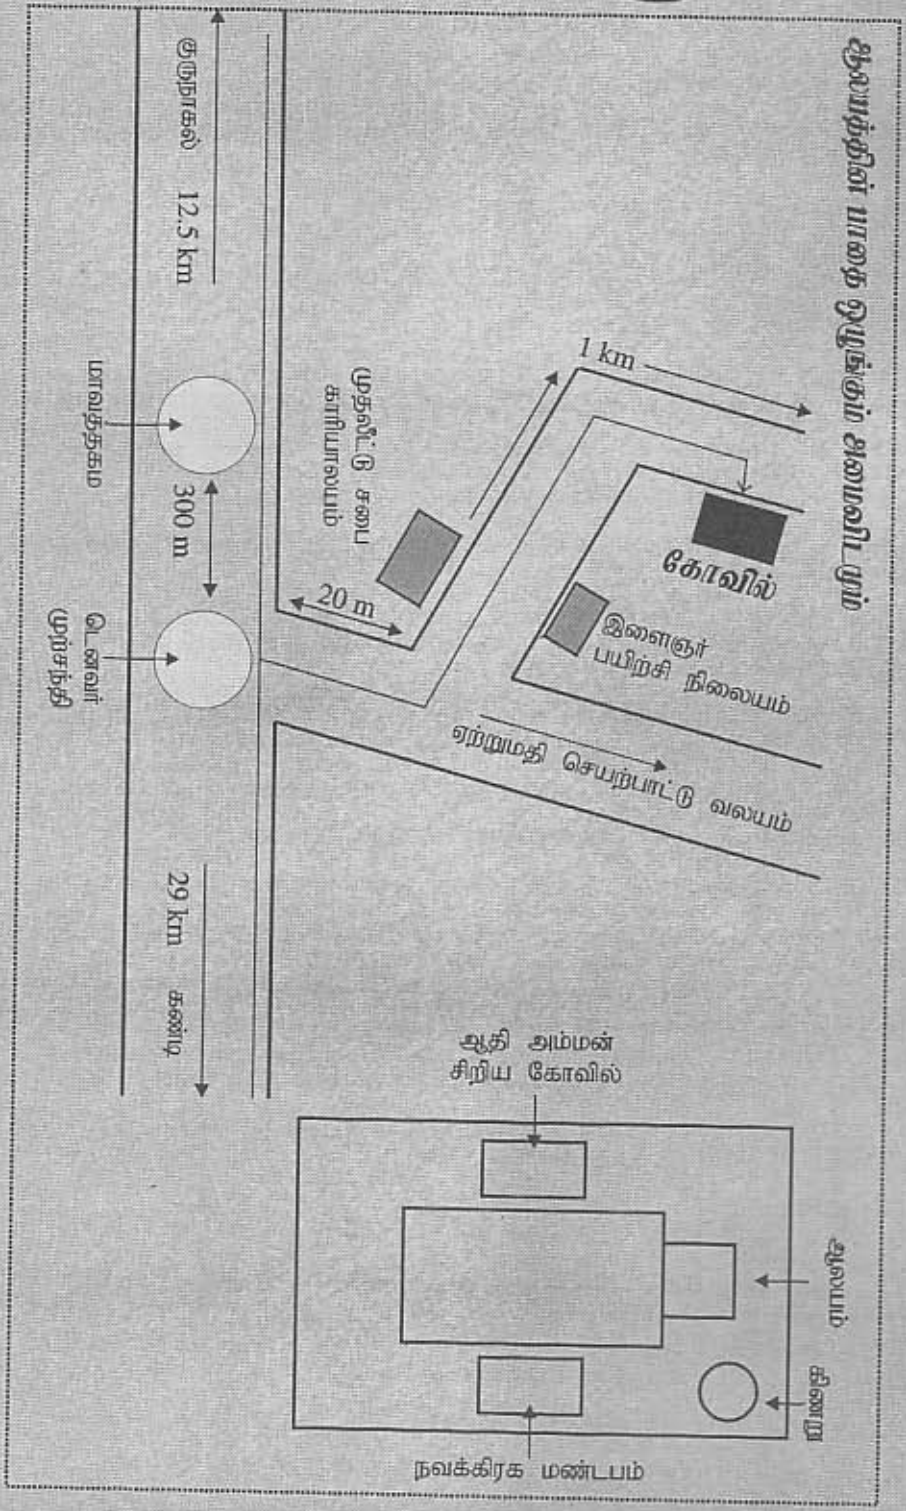 ஆலயத்தின் பாதை ஒழுங்கும் அமைவிடமும்
குருநாகல் 12.5 km
மாவத்தகம
300 m
டெனவர்
முற்சந்தி
29 km - கண்டி
முதலீட்டு சபை
காரியாலயம்
20 m
1 km
கோவில்
இளைஞர்
பயிற்சி நிலையம்
ஏற்றுமதி செயற்பாட்டு வலயம்
ஆதி அம்மன்
சிறிய கோவில்
ஆலயம்
கிணறு
நவக்கிரக மண்டபம்